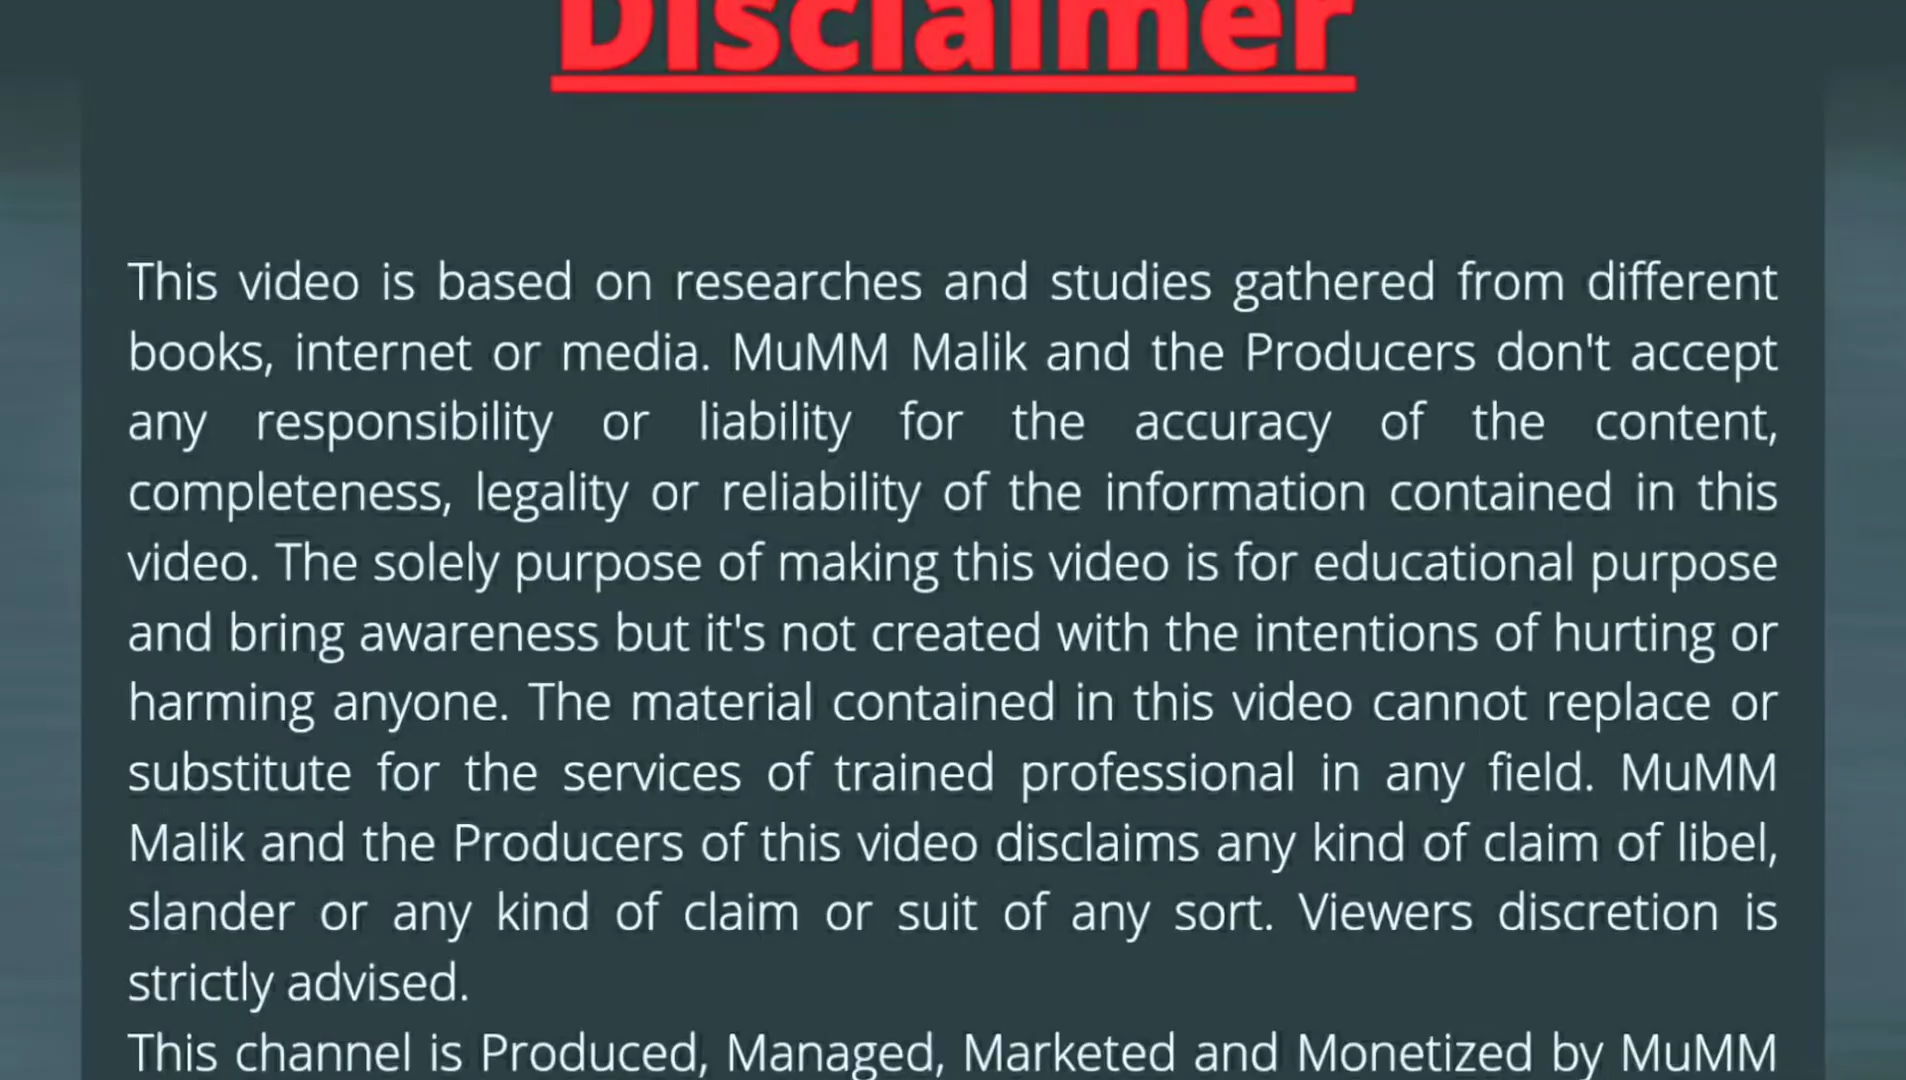 Disclaimer
This video is based on researches and studies gathered from different
books, internet or media. MuMM Malik and the Producers don't accept
any responsibility or liability for the accuracy of the content,
completeness, legality or reliability of the information contained in this
video. The solely purpose of making this video is for educational purpose
and bring awareness but it's not created with the intentions of hurting or
harming anyone. The material contained in this video cannot replace or
substitute for the services of trained professional in any field. MuMM
Malik and the Producers of this video disclaims any kind of claim of libel,
slander or any kind of claim or suit of any sort. Viewers discretion is
strictly advised.
This channel is Produced, Managed, Marketed and Monetized by MuMM